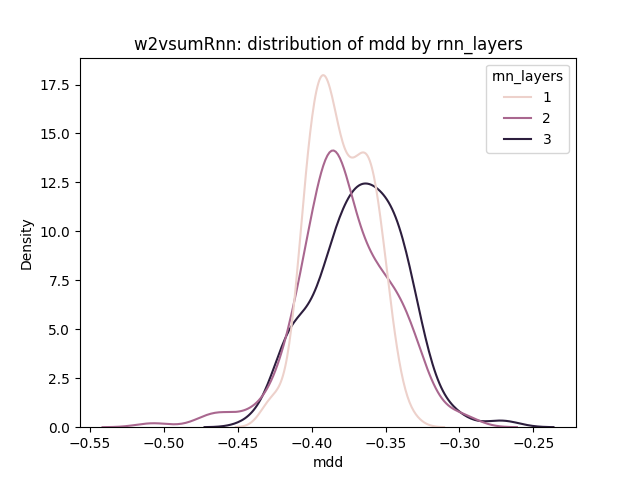 w2vsumRnn: distribution of mdd by rnn_layers
rnn_layers
1
2
3
Density
17.5
15.0
12.5
10.0
7.5
5.0
2.5
0.0
−0.55 −0.50 −0.45 −0.40 −0.35 −0.30 −0.25
mdd